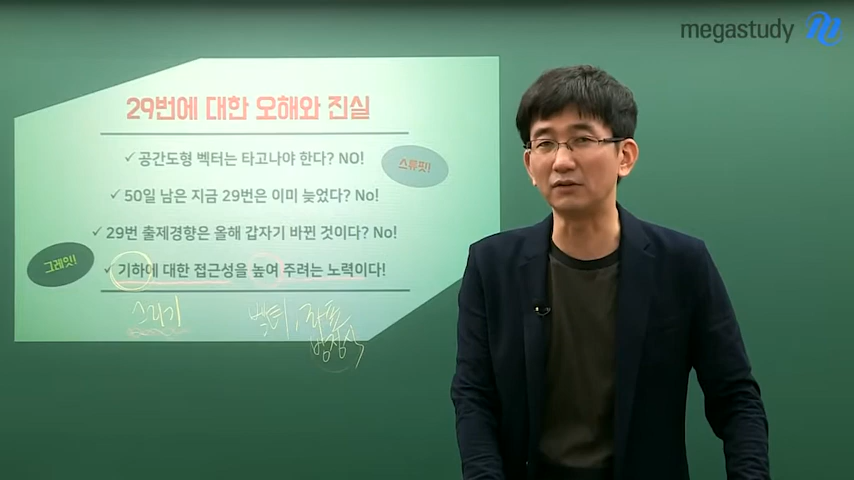 megastudy
29번에 대한 오해와 진실
✓ 공간도형 벡터는 타고나야 한다? NO!
스튜핏!
✓ 50일 남은 지금 29번은 이미 늦었다? No!
✓ 29번 출제경향은 올해 갑자기 바뀐 것이다? No!
그레잇!
✓ 기하에 대한 접근성을 높여 주려는 노력이다!
벡터, 좌표
방정식